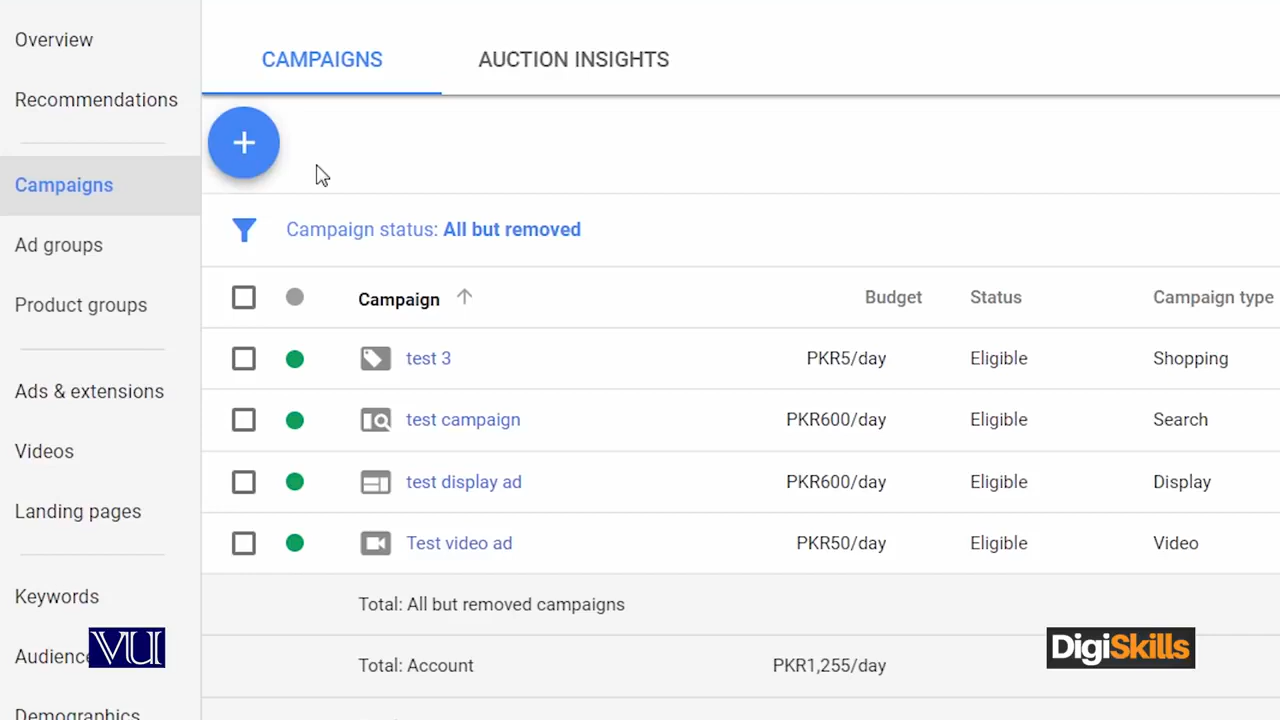 Overview
Recommendations
Campaigns
Ad groups
Product groups
Ads & extensions
Videos
Landing pages
Keywords
Audience
Demographics
CAMPAIGNS AUCTION INSIGHTS
+
Campaign status: All but removed
Campaign Budget Status Campaign type
test 3 PKR5/day Eligible Shopping
test campaign PKR600/day Eligible Search
test display ad PKR600/day Eligible Display
Test video ad PKR50/day Eligible Video
Total: All but removed campaigns
Total: Account PKR1,255/day
VU
DigiSkills